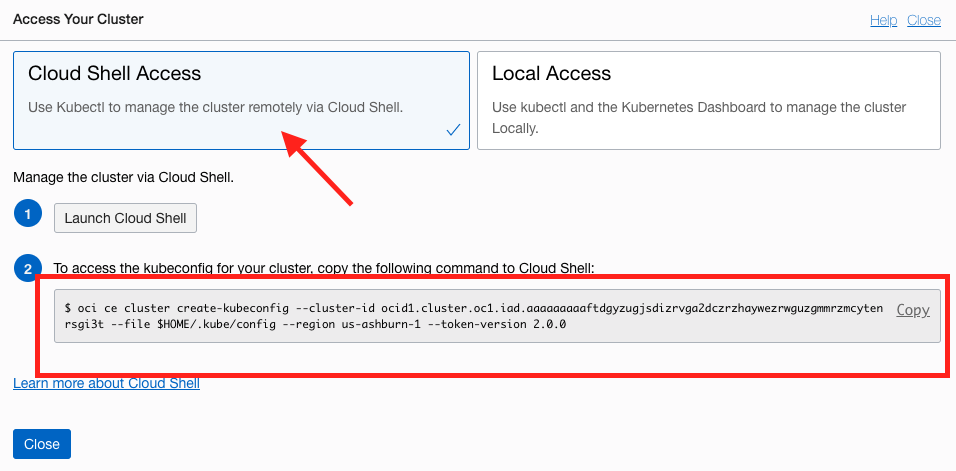 Access Your Cluster
Help Close
Cloud Shell Access
Use Kubectl to manage the cluster remotely via Cloud Shell.
Local Access
Use kubectl and the Kubernetes Dashboard to manage the cluster
Locally.
Manage the cluster via Cloud Shell.
1
Launch Cloud Shell
2
To access the kubeconfig for your cluster, copy the following command to Cloud Shell:
$ oci ce cluster create-kubeconfig --cluster-id ocid1.cluster.oc1.iad.aaaaaaaaaftdgyzugjsdizrvga2dczrzhaywezrwguzgmmrzmcyten
rsgi3t --file $HOME/.kube/config --region us-ashburn-1 --token-version 2.0.0
Copy
Learn more about Cloud Shell
Close